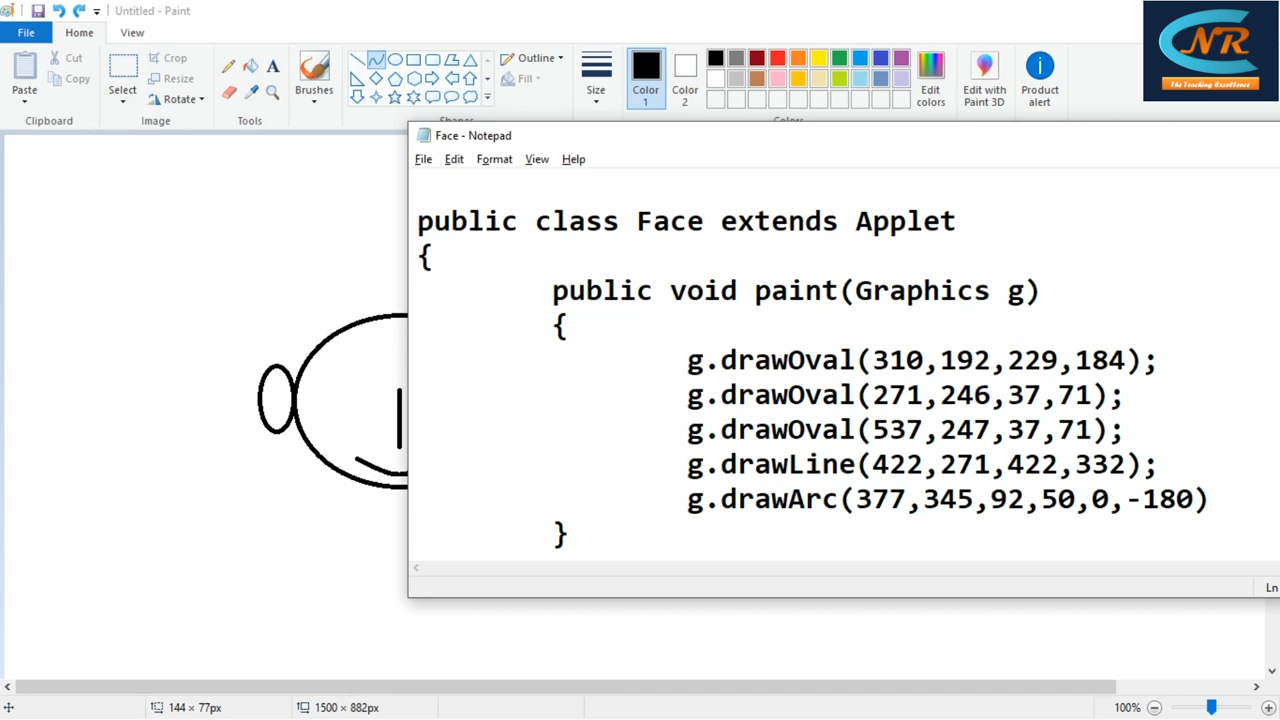 Untitled - Paint
File Home View
Paste
Cut
Copy
Clipboard
Select
Crop
Resize
Rotate
Image
Tools
Brushes
Outline
Fill
Shapes
Size
Color 1
Color 2
Edit colors
Colors
Edit with Paint 3D
Product alert
NR
The Teaching Excellence
Face - Notepad
File Edit Format View Help
public class Face extends Applet
{
public void paint(Graphics g)
{
g.drawOval(310,192,229,184);
g.drawOval(271,246,37,71);
g.drawOval(537,247,37,71);
g.drawLine(422,271,422,332);
g.drawArc(377,345,92,50,0,-180)
}
Ln
144 × 77px
1500 × 882px
100%